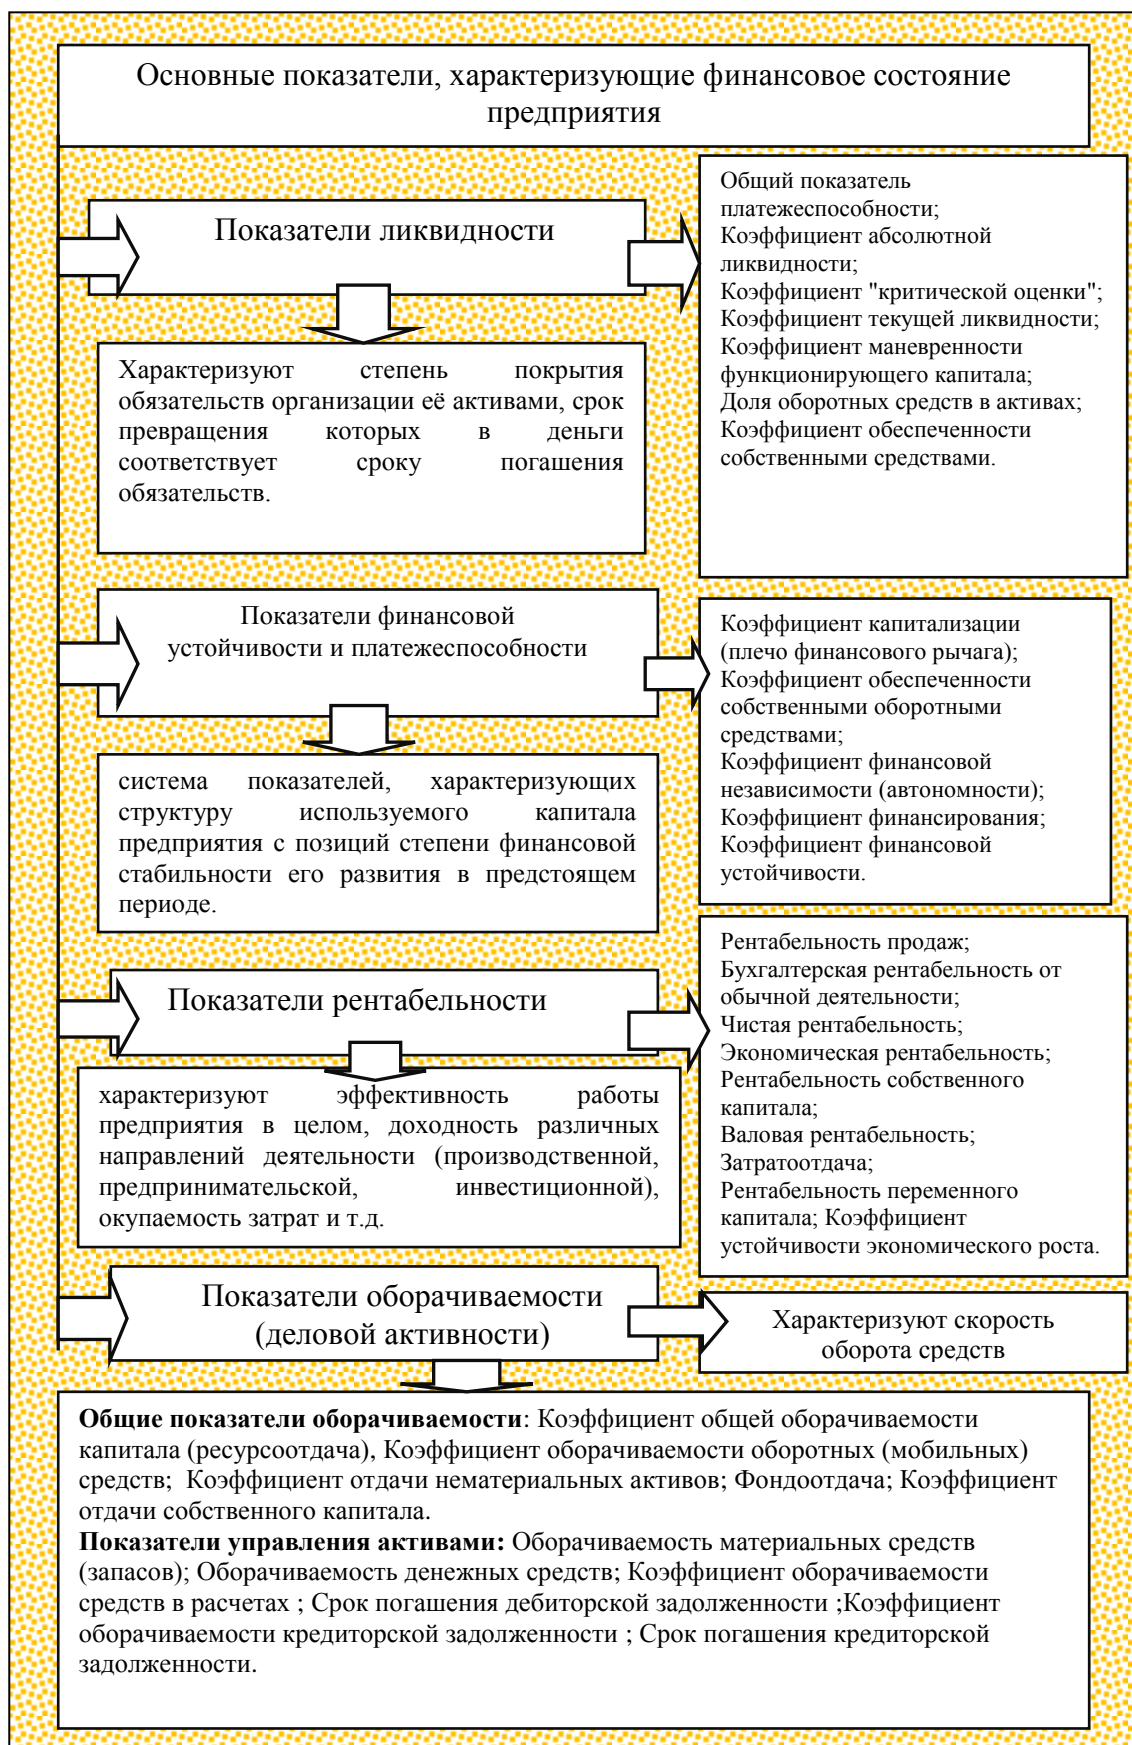 Основные показатели, характеризующие финансовое состояние
предприятия
Показатели ликвидности
Общий показатель
платежеспособности;
Коэффициент абсолютной
ликвидности;
Коэффициент "критической оценки";
Коэффициент текущей ликвидности;
Коэффициент маневренности
функционирующего капитала;
Доля оборотных средств в активах;
Коэффициент обеспеченности
собственными средствами.
Характеризуют степень покрытия
обязательств организации её активами, срок
превращения которых в деньги
соответствует сроку погашения
обязательств.
Показатели финансовой
устойчивости и платежеспособности
Коэффициент капитализации
(плечо финансового рычага);
Коэффициент обеспеченности
собственными оборотными
средствами;
Коэффициент финансовой
независимости (автономности);
Коэффициент финансирования;
Коэффициент финансовой
устойчивости.
система показателей, характеризующих
структуру используемого капитала
предприятия с позиций степени финансовой
стабильности его развития в предстоящем
периоде.
Показатели рентабельности
Рентабельность продаж;
Бухгалтерская рентабельность от
обычной деятельности;
Чистая рентабельность;
Экономическая рентабельность;
Рентабельность собственного
капитала;
Валовая рентабельность;
Затратоотдача;
Рентабельность переменного
капитала; Коэффициент
устойчивости экономического роста.
характеризуют эффективность работы
предприятия в целом, доходность различных
направлений деятельности (производственной,
предпринимательской, инвестиционной),
окупаемость затрат и т.д.
Показатели оборачиваемости
(деловой активности)
Характеризуют скорость
оборота средств
Общие показатели оборачиваемости: Коэффициент общей оборачиваемости
капитала (ресурсоотдача), Коэффициент оборачиваемости оборотных (мобильных)
средств; Коэффициент отдачи нематериальных активов; Фондоотдача; Коэффициент
отдачи собственного капитала.
Показатели управления активами: Оборачиваемость материальных средств
(запасов); Оборачиваемость денежных средств; Коэффициент оборачиваемости
средств в расчетах ; Срок погашения дебиторской задолженности ;Коэффициент
оборачиваемости кредиторской задолженности ; Срок погашения кредиторской
задолженности.